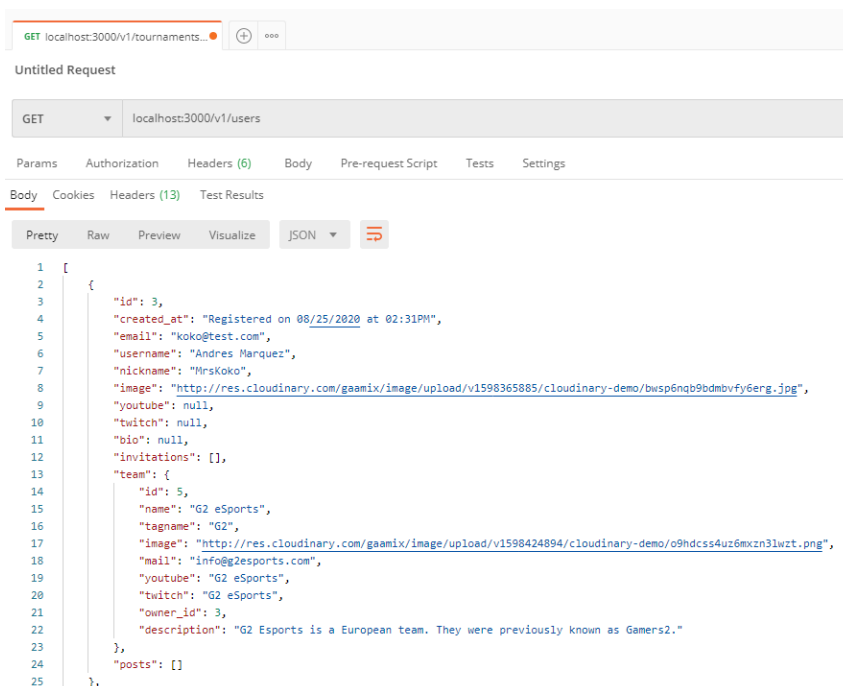 GET localhost:3000/v1/tournaments...
Untitled Request
GET localhost:3000/v1/users
Params Authorization Headers (6) Body Pre-request Script Tests Settings
Body Cookies Headers (13) Test Results
Pretty Raw Preview Visualize JSON
1 [
2 {
3 "id": 3,
4 "created_at": "Registered on 08/25/2020 at 02:31PM",
5 "email": "koko@test.com",
6 "username": "Andres Marquez",
7 "nickname": "MrsKoko",
8 "image": "http://res.cloudinary.com/gaamix/image/upload/v1598365885/cloudinary-demo/bwsp6nqb9bdmbvfy6erg.jpg",
9 "youtube": null,
10 "twitch": null,
11 "bio": null,
12 "invitations": [],
13 "team": {
14 "id": 5,
15 "name": "G2 eSports",
16 "tagname": "G2",
17 "image": "http://res.cloudinary.com/gaamix/image/upload/v1598424894/cloudinary-demo/o9hdcss4uz6mxzn3lwzt.png",
18 "mail": "info@g2esports.com",
19 "youtube": "G2 eSports",
20 "twitch": "G2 eSports",
21 "owner_id": 3,
22 "description": "G2 Esports is a European team. They were previously known as Gamers2."
23 },
24 "posts": []
25 },